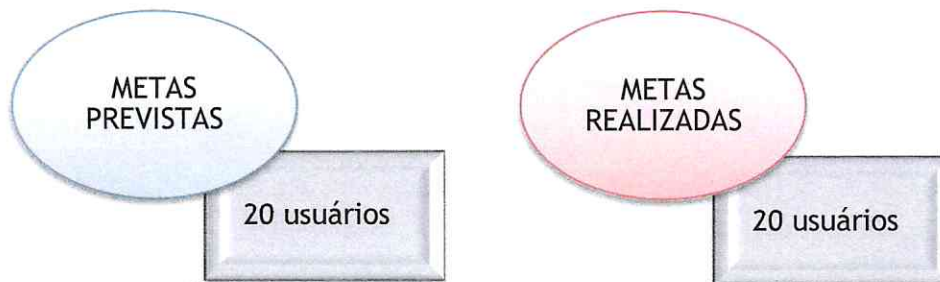 METAS
PREVISTAS
20 usuários
METAS
REALIZADAS
20 usuários